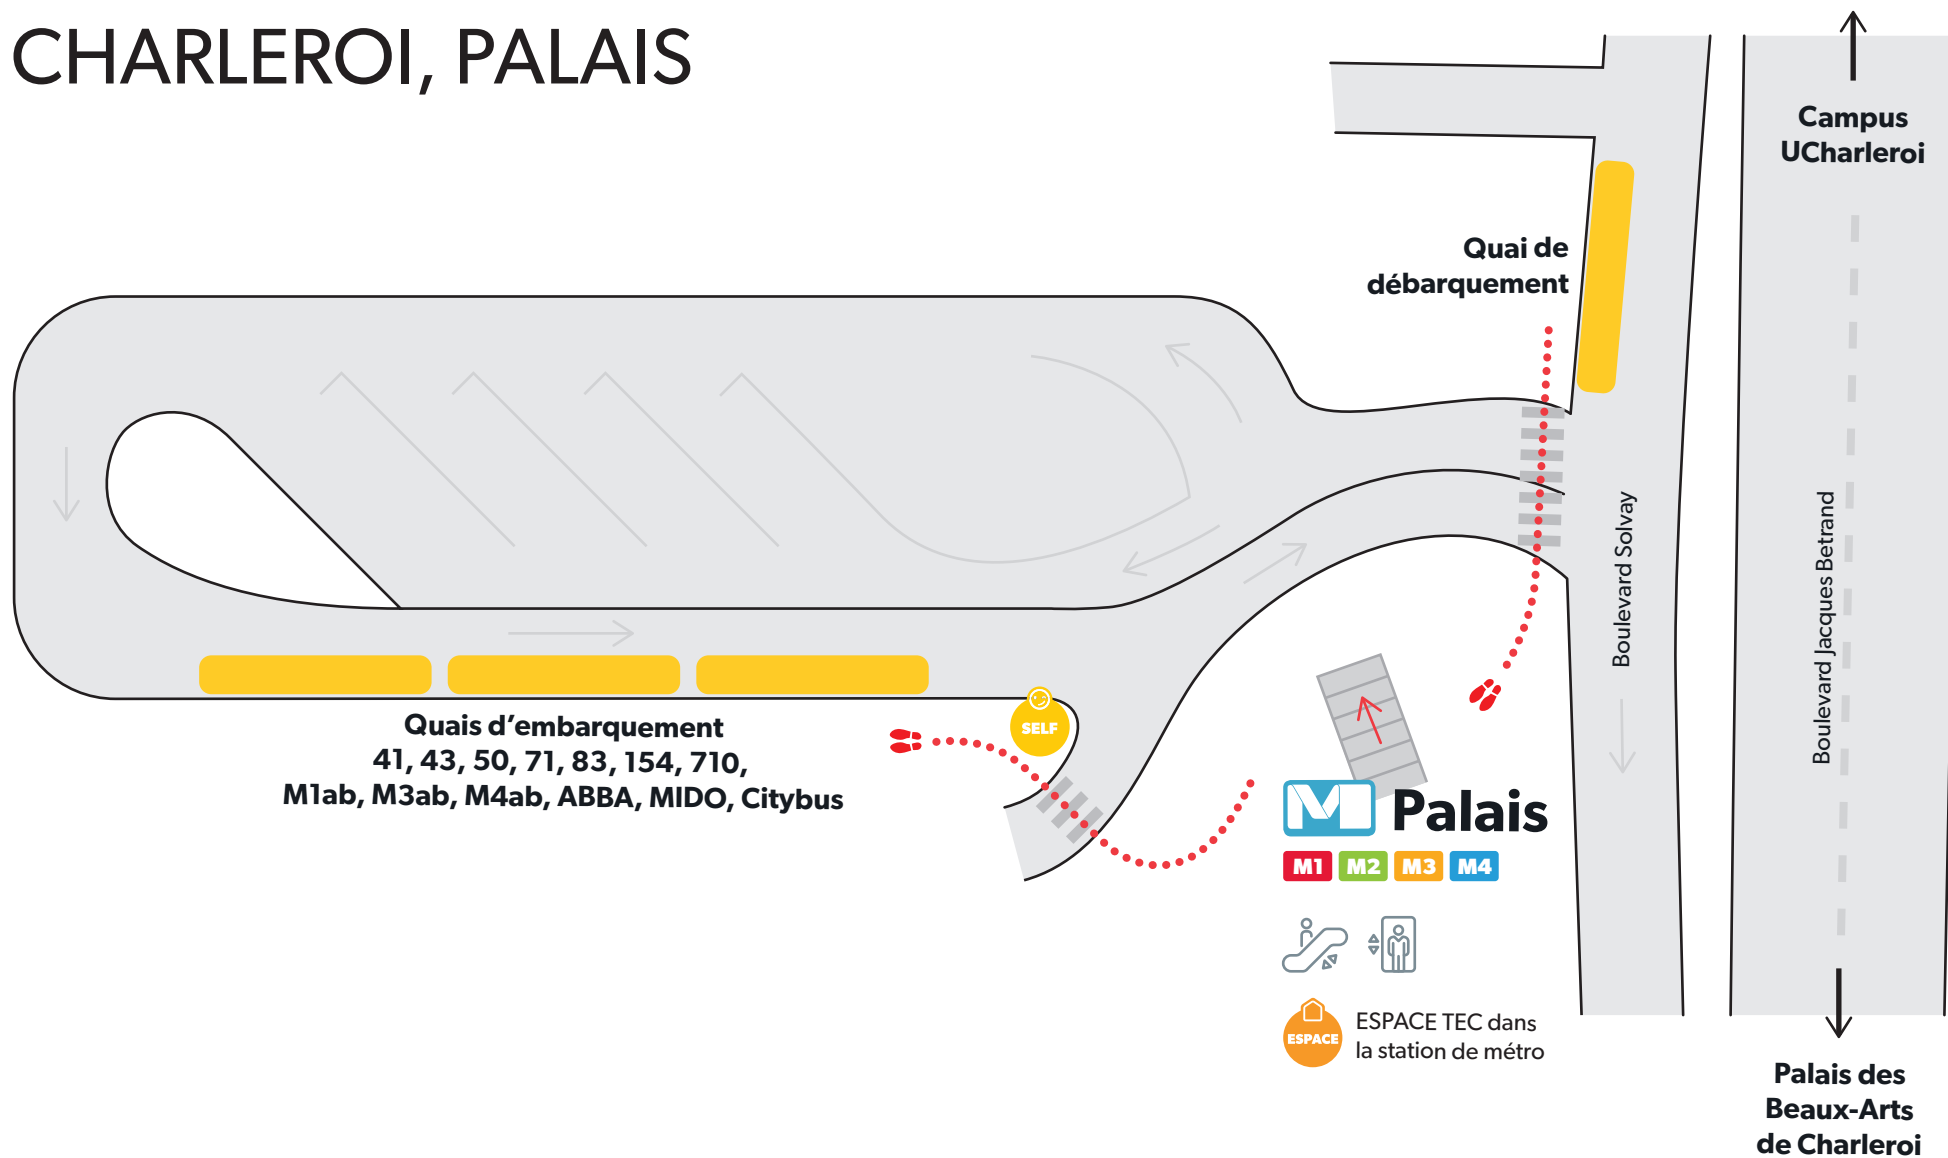 CHARLEROI, PALAIS
Campus
UCharleroi
Quai de
débarquement
Boulevard Solvay
Boulevard Jacques Betrand
SELF
Quais d’embarquement
41, 43, 50, 71, 83, 154, 710,
M1ab, M3ab, M4ab, ABBA, MIDO, Citybus
M Palais
M1 M2 M3 M4
ESPACE
ESPACE TEC dans
la station de métro
Palais des
Beaux-Arts
de Charleroi